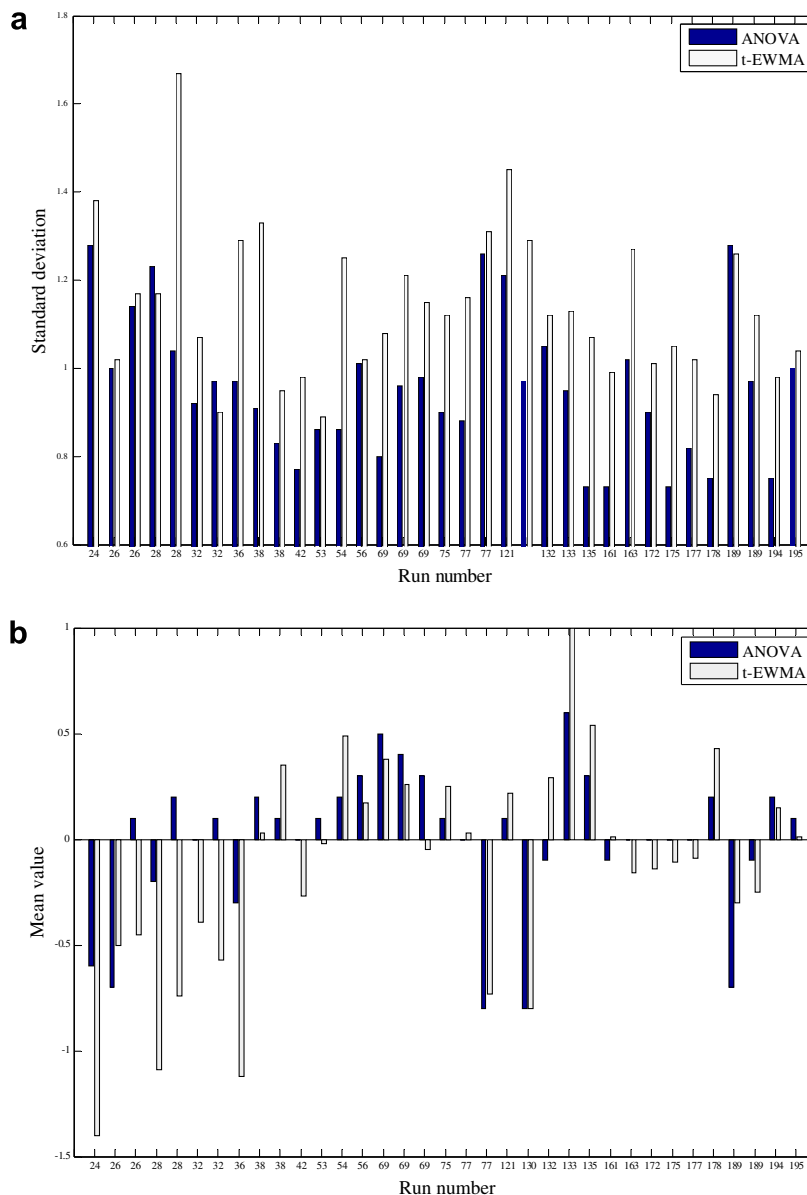 a
1.8
ANOVA
t-EWMA
1.6
1.4
1.2
1
0.8
0.6
Standard deviation
24 26 26 28 28 32 32 36 38 38 42 53 54 56 69 69 69 75 77 77 121 132 133 135 161 163 172 175 177 178 189 189 194 195
Run number
b
1
ANOVA
t-EWMA
0.5
0
-0.5
-1
-1.5
Mean value
24 26 26 28 28 32 32 36 38 38 42 53 54 56 69 69 69 75 77 77 121 130 132 133 135 161 163 172 175 177 178 189 189 194 195
Run number